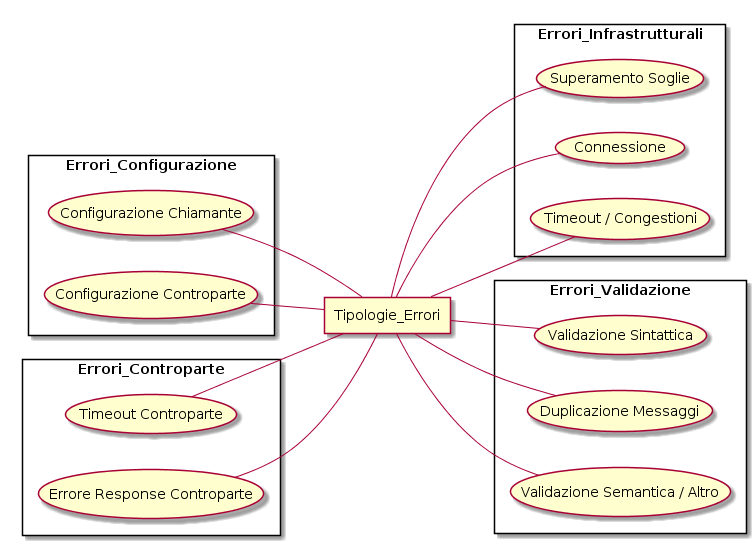 Errori_Infrastrutturali
Superamento Soglie
Connessione
Timeout / Congestioni
Errori_Configurazione
Configurazione Chiamante
Configurazione Controparte
Tipologie_Errori
Errori_Validazione
Validazione Sintattica
Duplicazione Messaggi
Validazione Semantica / Altro
Errori_Controparte
Timeout Controparte
Errore Response Controparte